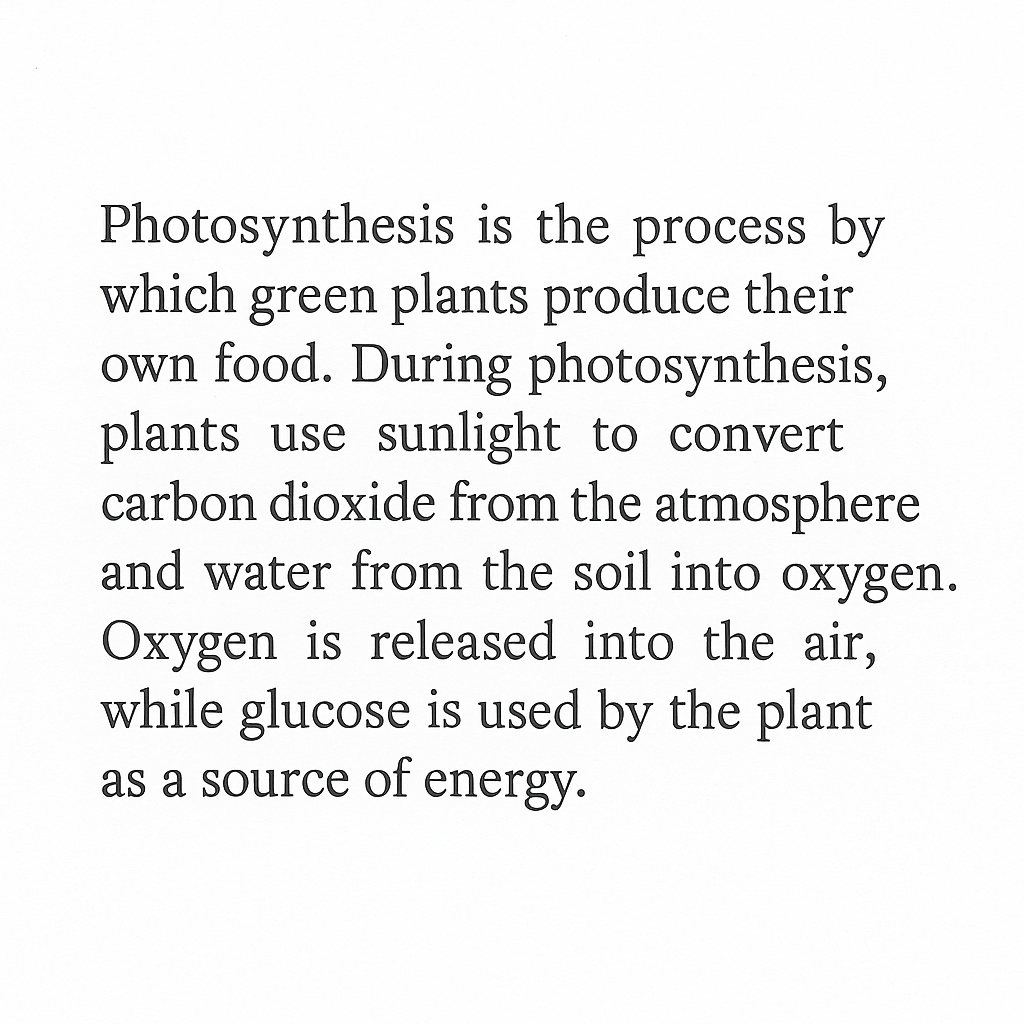 Photosynthesis is the process by
which green plants produce their
own food. During photosynthesis,
plants use sunlight to convert
carbon dioxide from the atmosphere
and water from the soil into oxygen.
Oxygen is released into the air,
while glucose is used by the plant
as a source of energy.